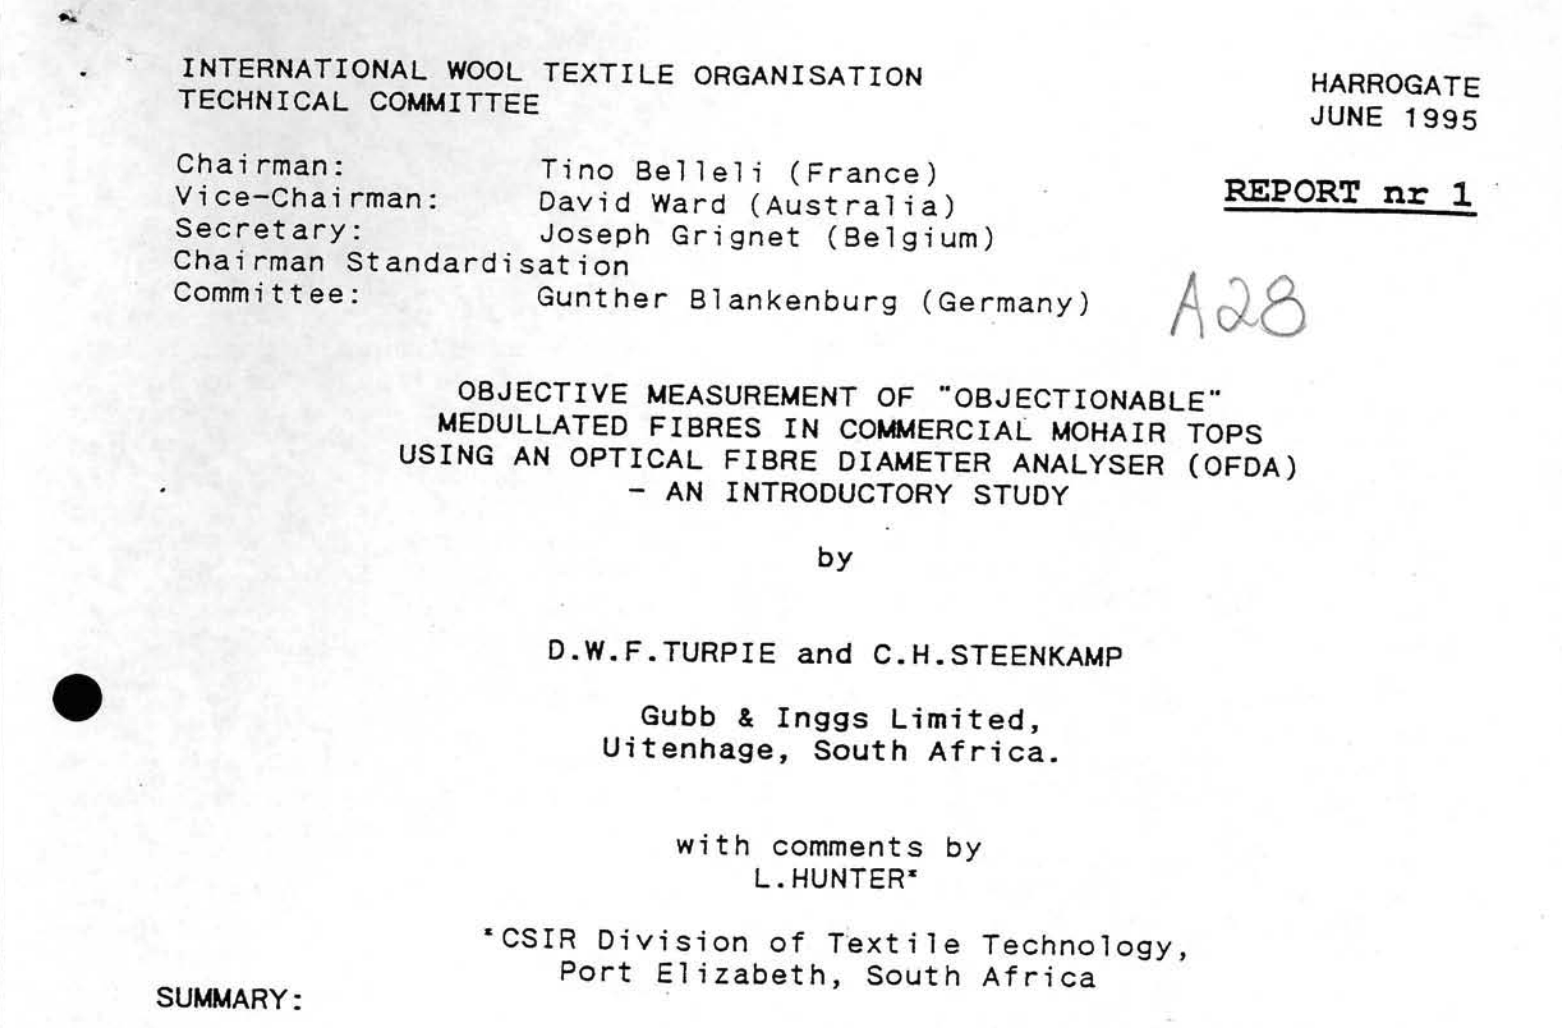 INTERNATIONAL WOOL TEXTILE ORGANISATION
TECHNICAL COMMITTEE
HARROGATE
JUNE 1995
Chairman: Tino Belleli (France)
Vice-Chairman: David Ward (Australia)
Secretary: Joseph Grignet (Belgium)
Chairman Standardisation
Committee: Gunther Blankenburg (Germany)
REPORT nr 1
A28
OBJECTIVE MEASUREMENT OF "OBJECTIONABLE"
MEDULLATED FIBRES IN COMMERCIAL MOHAIR TOPS
USING AN OPTICAL FIBRE DIAMETER ANALYSER (OFDA)
- AN INTRODUCTORY STUDY
by
D.W.F.TURPIE and C.H.STEENKAMP
Gubb & Inggs Limited,
Uitenhage, South Africa.
with comments by
L.HUNTER*
*CSIR Division of Textile Technology,
Port Elizabeth, South Africa
SUMMARY: